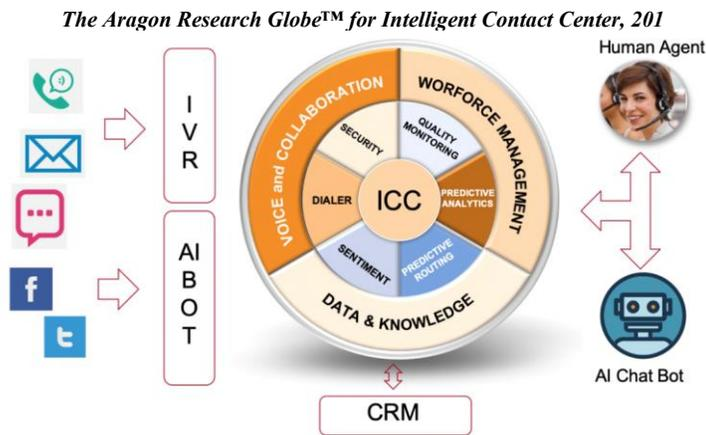 The Aragon Research Globe™ for Intelligent Contact Center, 201
Human Agent
I
V
R
AI
B
O
T
VOICE and COLLABORATION
WORFORCE MANAGEMENT
DATA & KNOWLEDGE
SECURITY
QUALITY
MONITORING
DIALER
ICC
PREDICTIVE
ANALYTICS
SENTIMENT
PREDICTIVE
ROUTING
AI Chat Bot
CRM